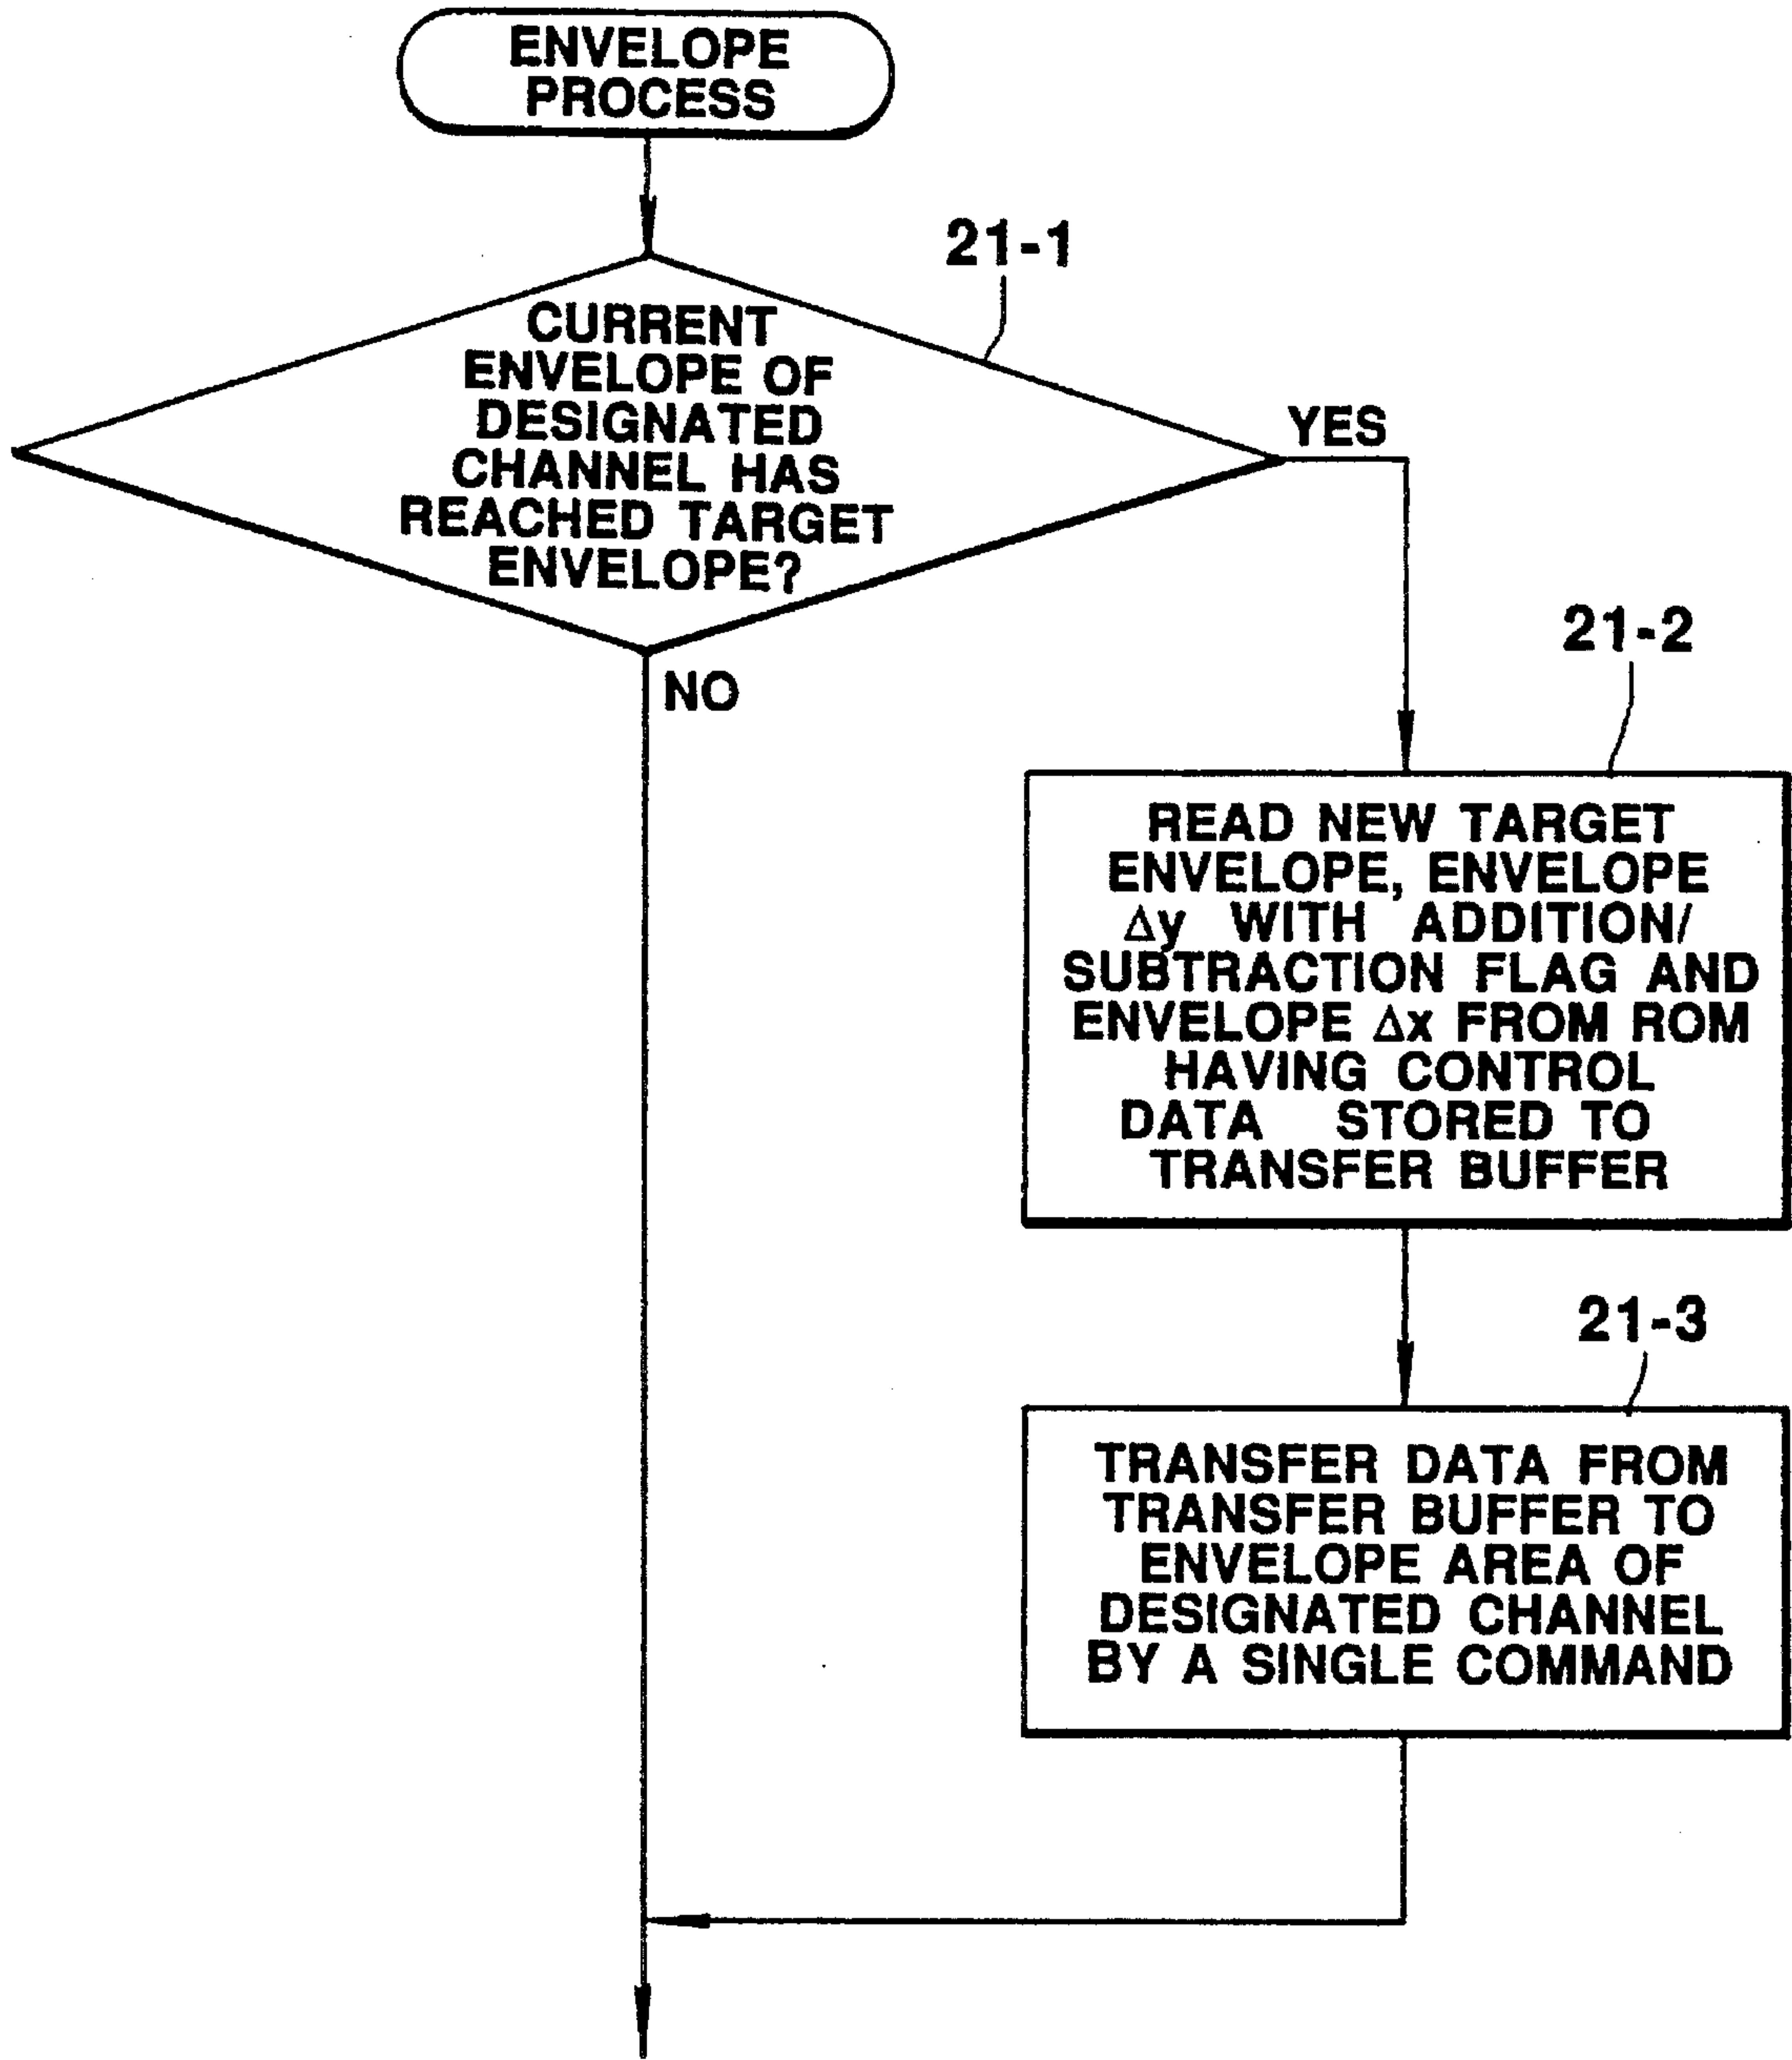 ENVELOPE
PROCESS
21-1
CURRENT
ENVELOPE OF
DESIGNATED
CHANNEL HAS
REACHED TARGET
ENVELOPE?
YES
NO
21-2
READ NEW TARGET
ENVELOPE, ENVELOPE
Δy WITH ADDITION/
SUBTRACTION FLAG AND
ENVELOPE Δx FROM ROM
HAVING CONTROL
DATA STORED TO
TRANSFER BUFFER
21-3
TRANSFER DATA FROM
TRANSFER BUFFER TO
ENVELOPE AREA OF
DESIGNATED CHANNEL
BY A SINGLE COMMAND